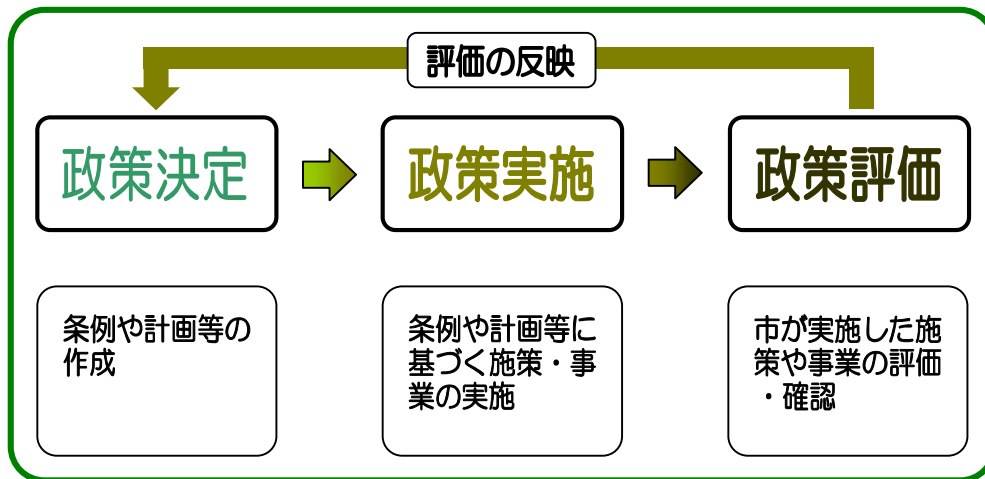 評価の反映
政策決定
政策実施
政策評価
条例や計画等の
作成
条例や計画等に
基づく施策・事
業の実施
市が実施した施
策や事業の評価
・確認